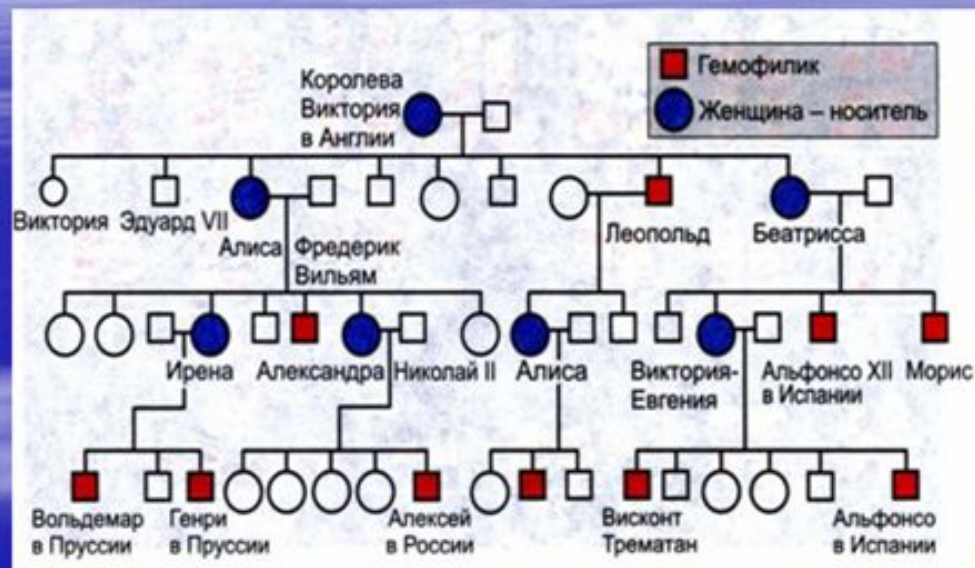 Королева
Виктория
в Англии
Гемофилик
Женщина – носитель
Виктория
Эдуард VII
Алиса
Фредерик
Вильям
Леопольд
Беатрисса
Ирена
Александра
Николай II
Алиса
Виктория-
Евгения
Альфонсо XII
в Испании
Морис
Вольдемар
в Пруссии
Генри
в Пруссии
Алексей
в России
Висконт
Трематан
Альфонсо
в Испании